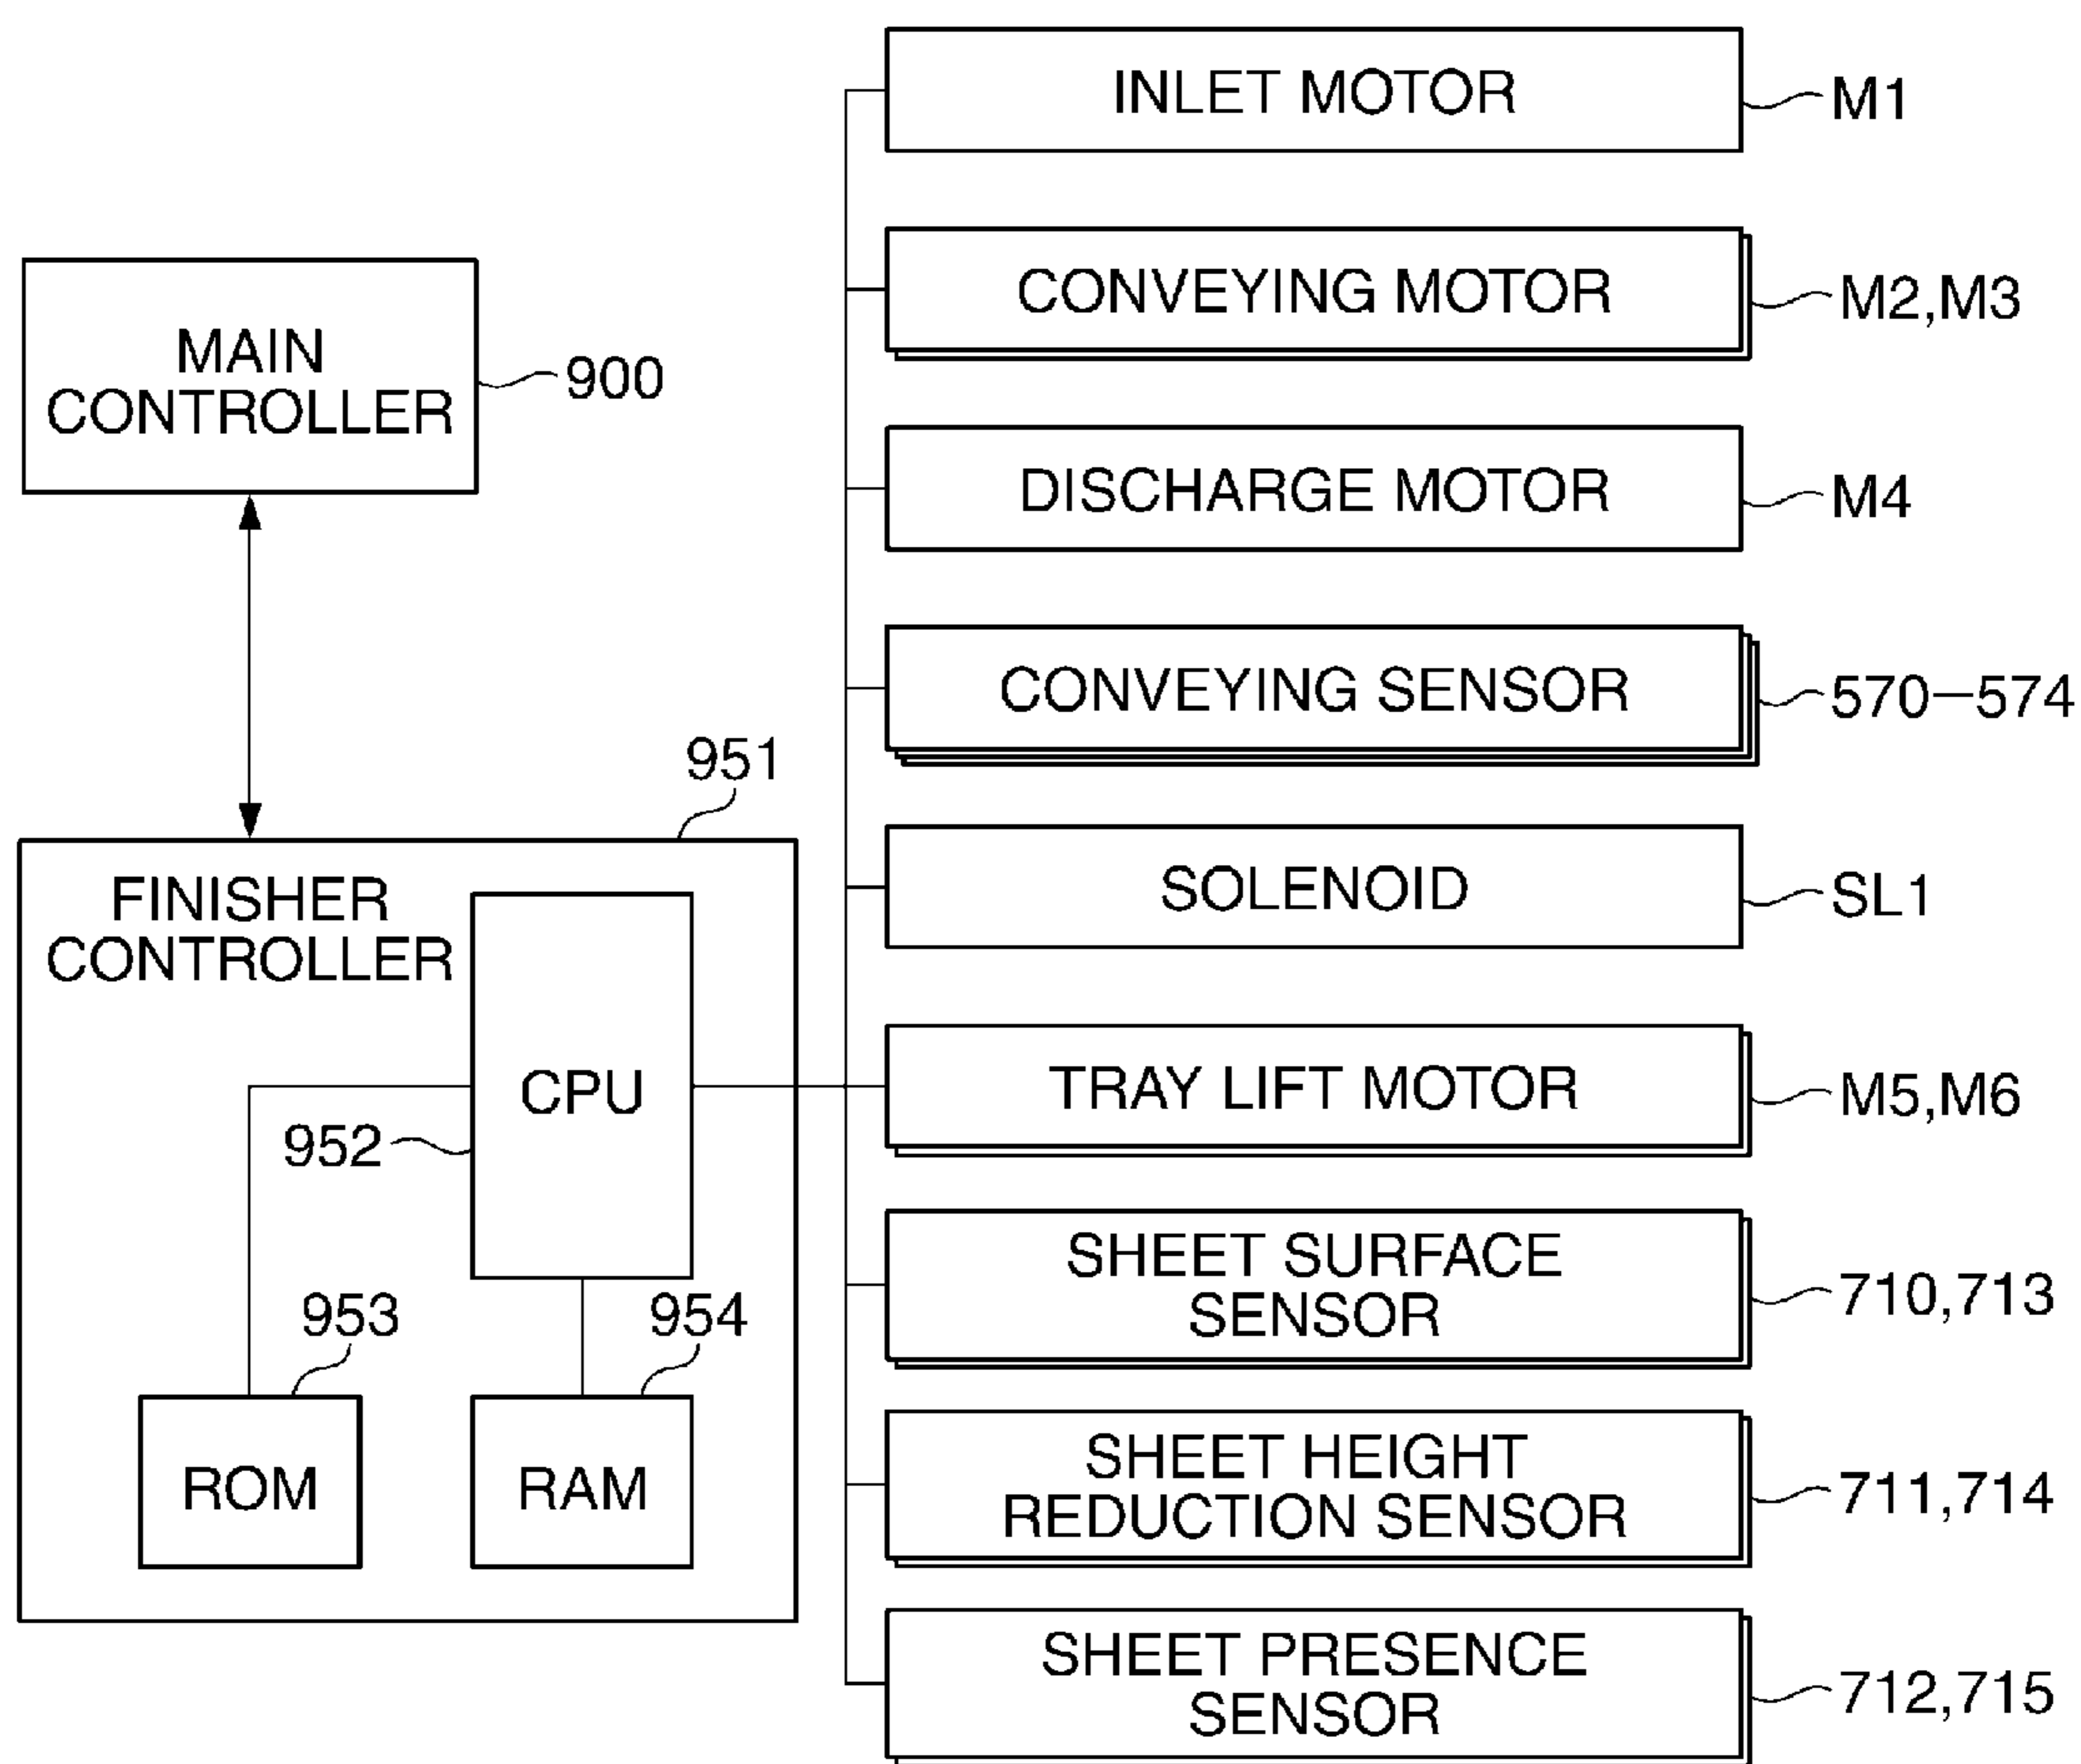 INLET MOTOR
M1
CONVEYING MOTOR
M2,M3
MAIN
CONTROLLER
900
DISCHARGE MOTOR
M4
CONVEYING SENSOR
570—574
951
FINISHER
CONTROLLER
SOLENOID
SL1
CPU
952
TRAY LIFT MOTOR
M5,M6
SHEET SURFACE
SENSOR
710,713
953
954
ROM
RAM
SHEET HEIGHT
REDUCTION SENSOR
711,714
SHEET PRESENCE
SENSOR
712,715